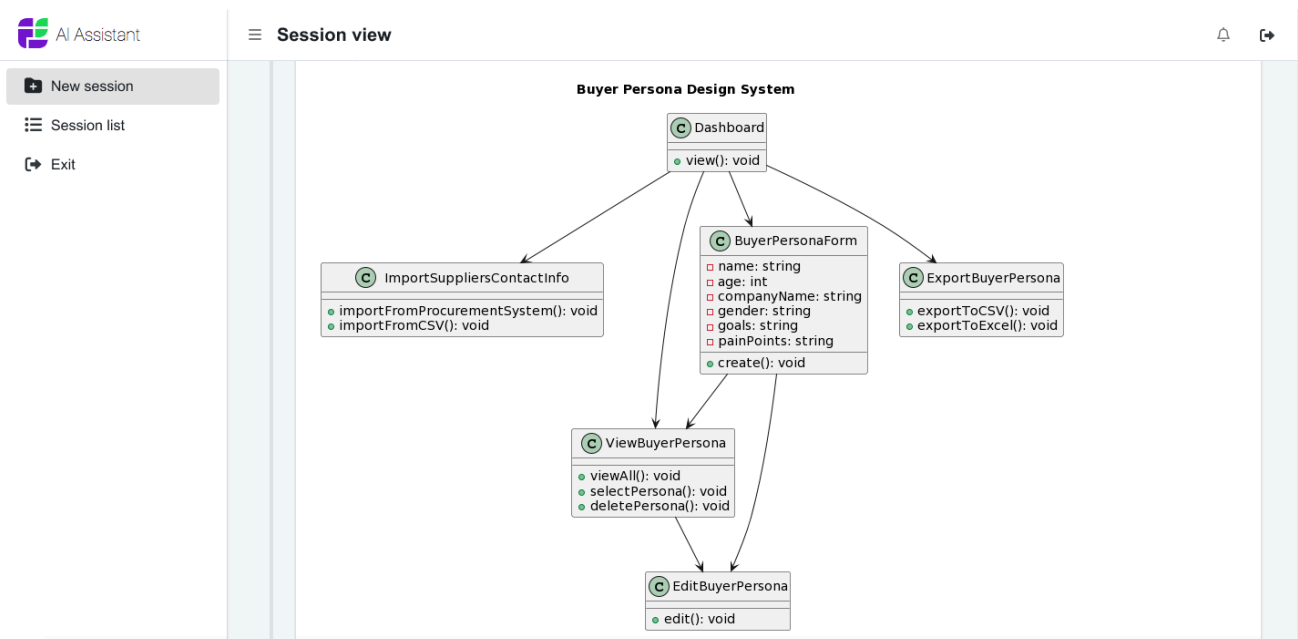 AI Assistant
Session view
New session
Session list
Exit
Buyer Persona Design System
C Dashboard
view(): void
C BuyerPersonaForm
name: string
age: int
companyName: string
gender: string
goals: string
painPoints: string
create(): void
C ImportSuppliersContactInfo
importFromProcurementSystem(): void
importFromCSV(): void
C ExportBuyerPersona
exportToCSV(): void
exportToExcel(): void
C ViewBuyerPersona
viewAll(): void
selectPersona(): void
deletePersona(): void
C EditBuyerPersona
edit(): void